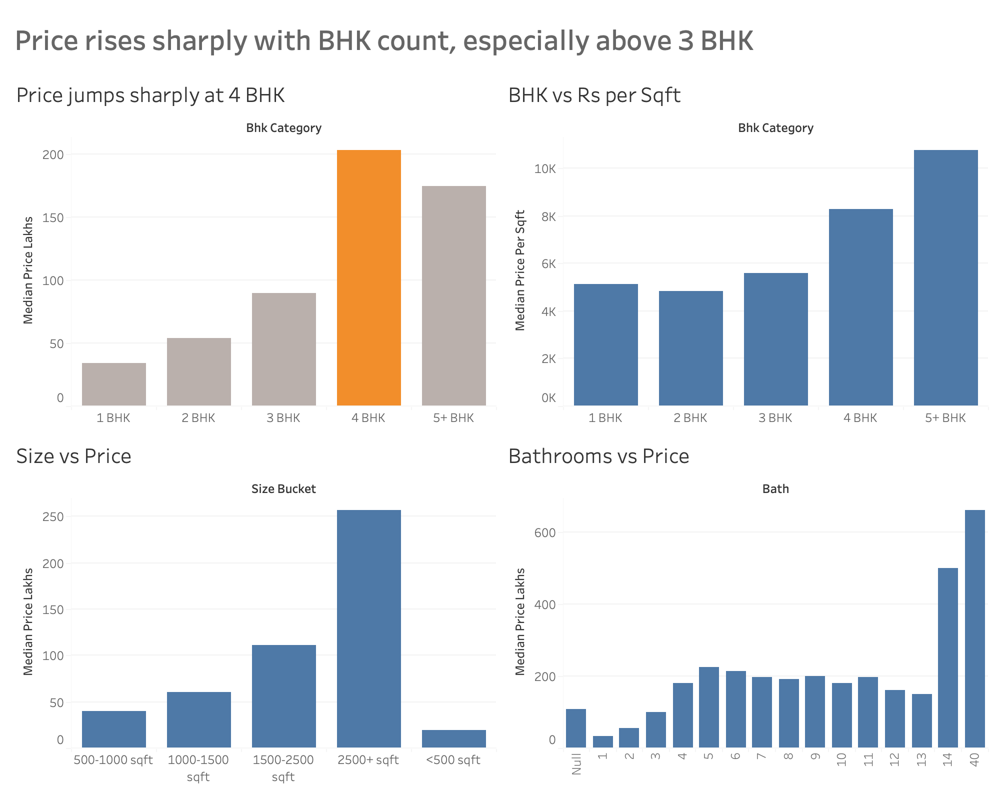 Price rises sharply with BHK count, especially above 3 BHK
Price jumps sharply at 4 BHK
Bhk Category
Median Price Lakhs
200
150
100
50
0
1 BHK
2 BHK
3 BHK
4 BHK
5+ BHK
BHK vs Rs per Sqft
Bhk Category
Median Price Per Sqft
10K
8K
6K
4K
2K
0K
1 BHK
2 BHK
3 BHK
4 BHK
5+ BHK
Size vs Price
Size Bucket
Median Price Lakhs
250
200
150
100
50
0
500-1000 sqft
1000-1500
sqft
1500-2500
sqft
2500+ sqft
<500 sqft
Bathrooms vs Price
Bath
Median Price Lakhs
600
400
200
0
Null
1
2
3
4
5
6
7
8
9
10
11
12
13
14
40